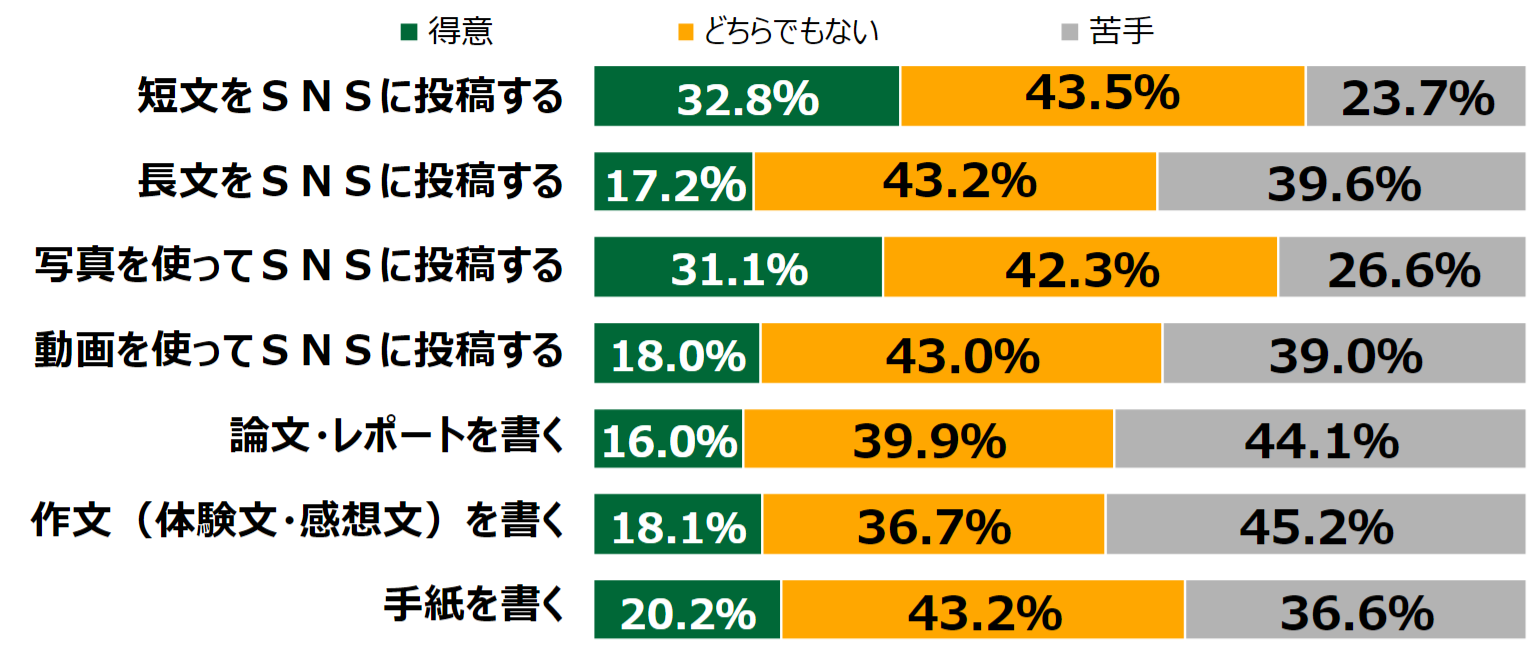 得意 どちらでもない 苦手
短文をＳＮＳに投稿する 32.8% 43.5% 23.7%
長文をＳＮＳに投稿する 17.2% 43.2% 39.6%
写真を使ってＳＮＳに投稿する 31.1% 42.3% 26.6%
動画を使ってＳＮＳに投稿する 18.0% 43.0% 39.0%
論文･レポートを書く 16.0% 39.9% 44.1%
作文（体験文･感想文）を書く 18.1% 36.7% 45.2%
手紙を書く 20.2% 43.2% 36.6%